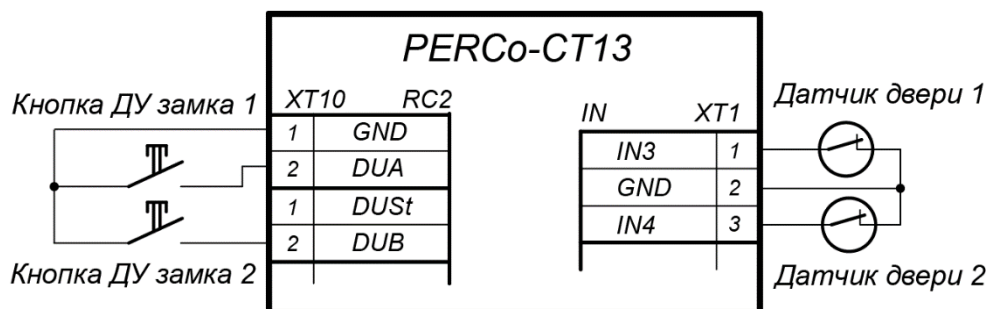 PERCo-CT13
Кнопка ДУ замка 1
XT10 RC2
1 GND
2 DUA
1 DUSt
2 DUB
Кнопка ДУ замка 2
IN XT1
IN3 1
GND 2
IN4 3
Датчик двери 1
Датчик двери 2